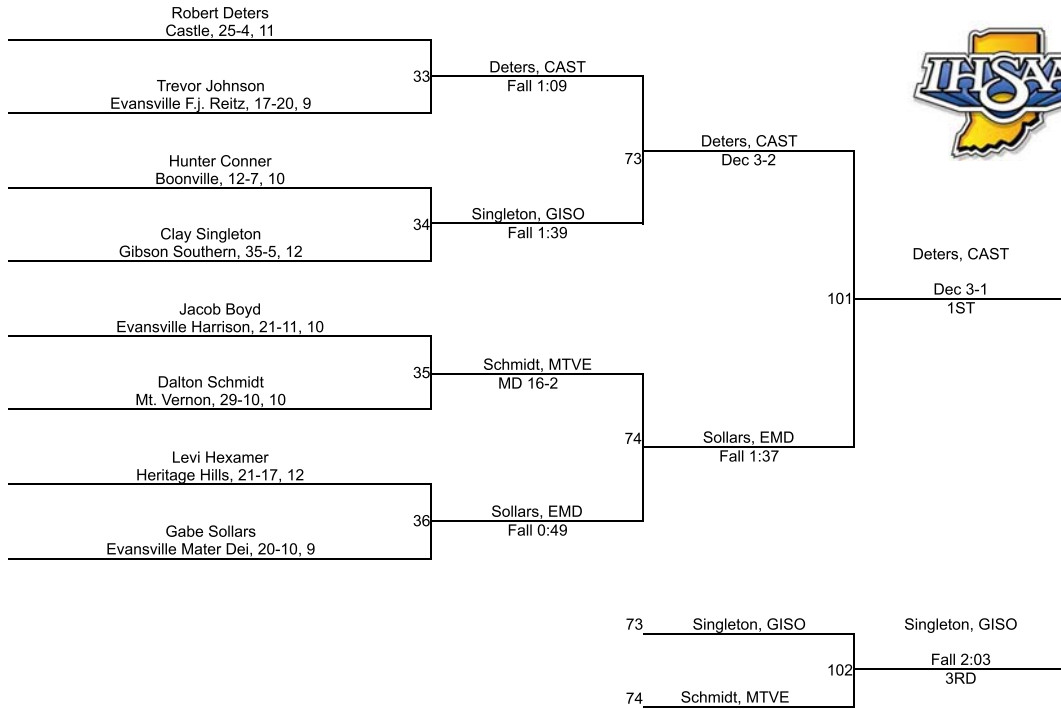 Robert Deters
Castle, 25-4, 11
33
Trevor Johnson
Evansville F.j. Reitz, 17-20, 9
Deters, CAST
Fall 1:09
Hunter Conner
Boonville, 12-7, 10
34
Clay Singleton
Gibson Southern, 35-5, 12
Singleton, GISO
Fall 1:39
73
Deters, CAST
Dec 3-2
Jacob Boyd
Evansville Harrison, 21-11, 10
35
Dalton Schmidt
Mt. Vernon, 29-10, 10
Schmidt, MTVE
MD 16-2
Levi Hexamer
Heritage Hills, 21-17, 12
36
Gabe Sollars
Evansville Mater Dei, 20-10, 9
Sollars, EMD
Fall 0:49
74
Sollars, EMD
Fall 1:37
101
Deters, CAST
Dec 3-1
1ST
IHSAA
73
Singleton, GISO
74
Schmidt, MTVE
102
Singleton, GISO
Fall 2:03
3RD